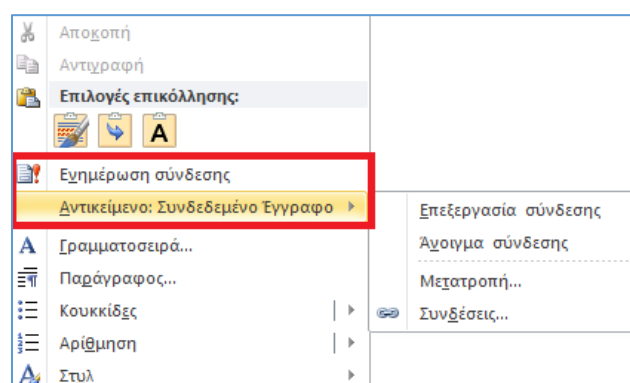 Αποκοπή
Αντιγραφή
Επιλογές επικόλλησης:
A
Ενημέρωση σύνδεσης
Αντικείμενο: Συνδεδεμένο Έγγραφο
Επεξεργασία σύνδεσης
Άνοιγμα σύνδεσης
Μετατροπή...
Συνδέσεις...
Γραμματοσειρά...
Παράγραφος...
Κουκκίδες
Αρίθμηση
Στυλ